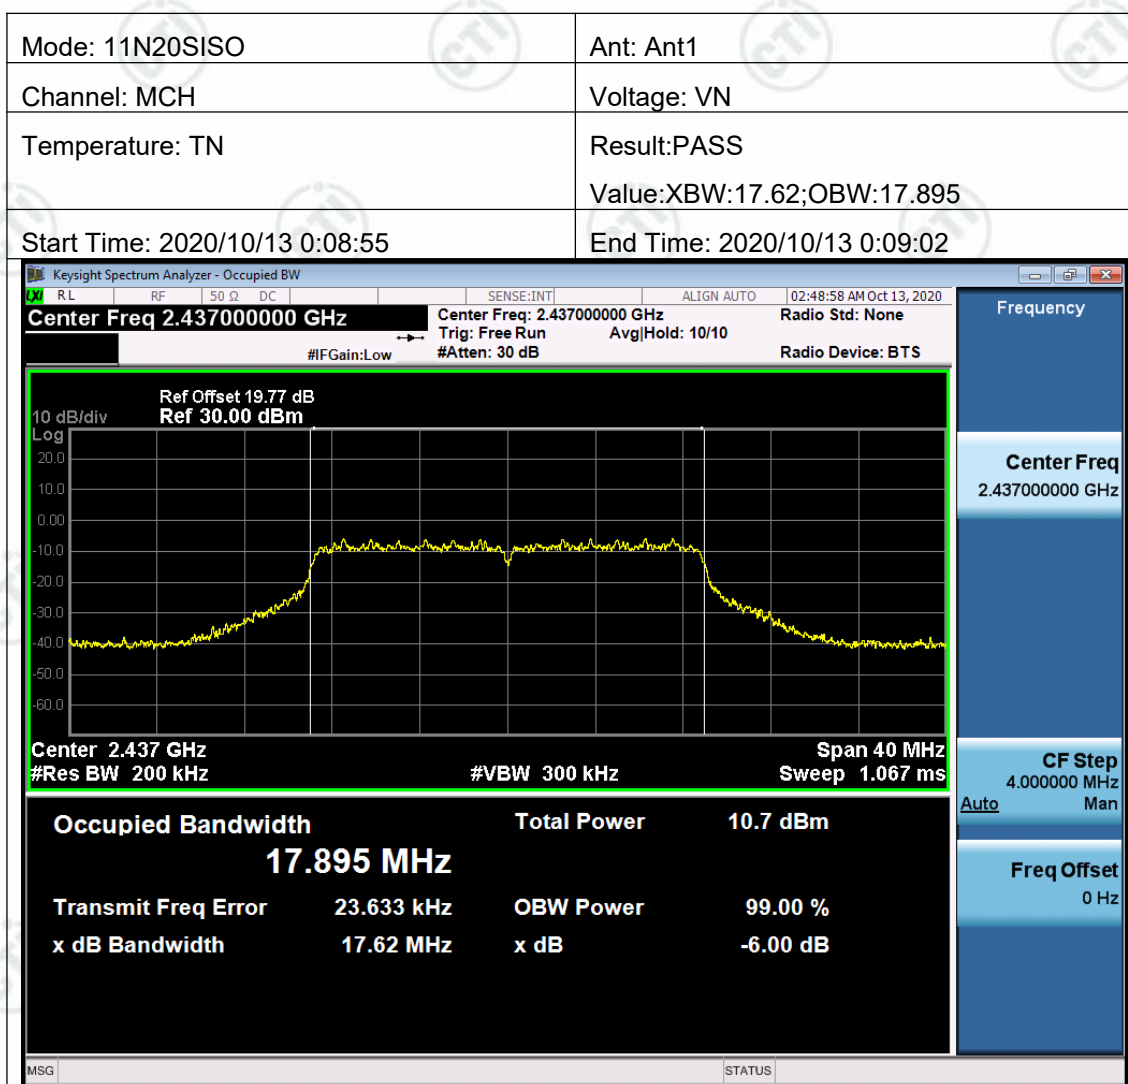 Mode: 11N20SISO
Ant: Ant1
Channel: MCH
Voltage: VN
Temperature: TN
Result:PASS
Value:XBW:17.62;OBW:17.895
Start Time: 2020/10/13 0:08:55
End Time: 2020/10/13 0:09:02
Keysight Spectrum Analyzer - Occupied BW
LXI RL RF 50 Ω DC SENSE:INT ALIGN AUTO 02:48:58 AM Oct 13, 2020
Center Freq 2.437000000 GHz
Center Freq: 2.437000000 GHz
Radio Std: None
Trig: Free Run Avg|Hold: 10/10
#IFGain:Low
#Atten: 30 dB
Radio Device: BTS
Frequency
Ref Offset 19.77 dB
10 dB/div
Ref 30.00 dBm
Log
20.0
10.0
0.00
-10.0
-20.0
-30.0
-40.0
-50.0
-60.0
Center 2.437 GHz
Span 40 MHz
#Res BW 200 kHz
#VBW 300 kHz
Sweep 1.067 ms
Center Freq
2.437000000 GHz
CF Step
4.000000 MHz
Auto Man
Freq Offset
0 Hz
Occupied Bandwidth
Total Power 10.7 dBm
17.895 MHz
Transmit Freq Error 23.633 kHz
OBW Power 99.00 %
x dB Bandwidth 17.62 MHz
x dB -6.00 dB
MSG
STATUS
CTI
CTI
CTI
CTI
CTI
CTI
CTI